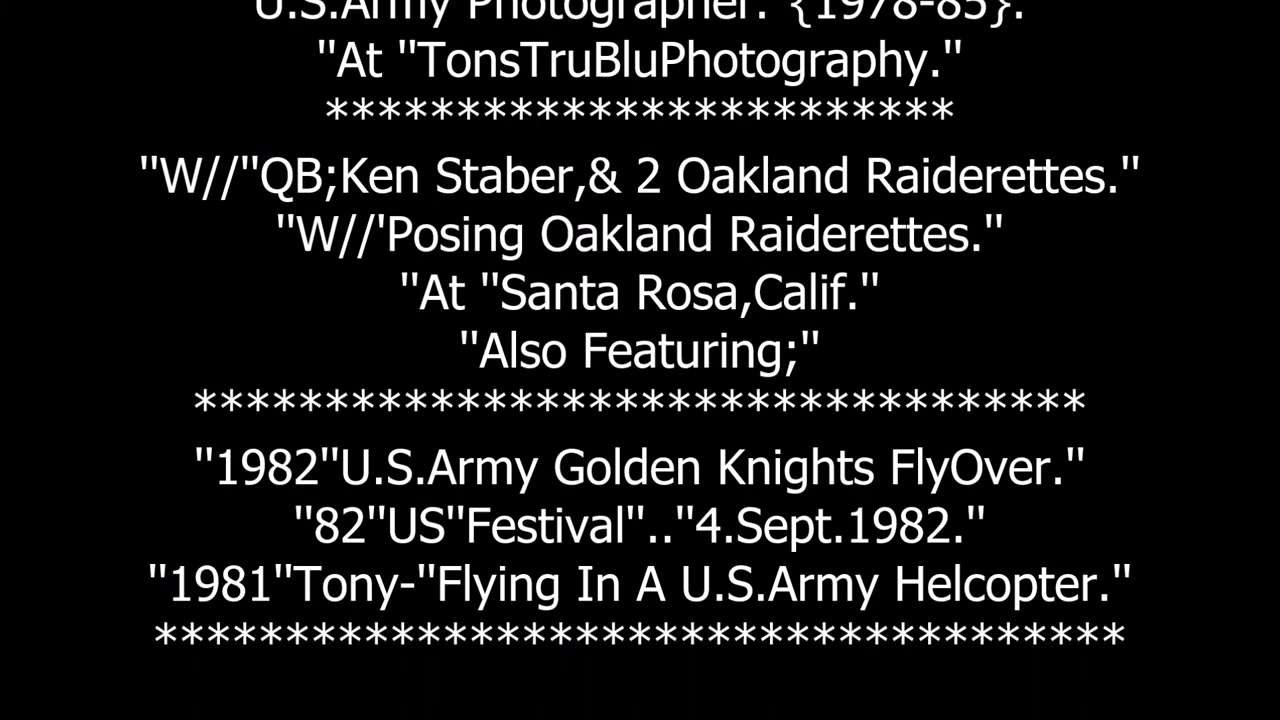 U.S.Army Photographer. {1978-85}.
"At "TonsTruBluPhotography."
************************
"W//"QB;Ken Staber,& 2 Oakland Raiderettes."
"W//'Posing Oakland Raiderettes."
"At "Santa Rosa,Calif."
"Also Featuring;"
**********************************
"1982"U.S.Army Golden Knights FlyOver."
"82"US"Festival".."4.Sept.1982."
"1981"Tony-"Flying In A U.S.Army Helcopter."
*************************************